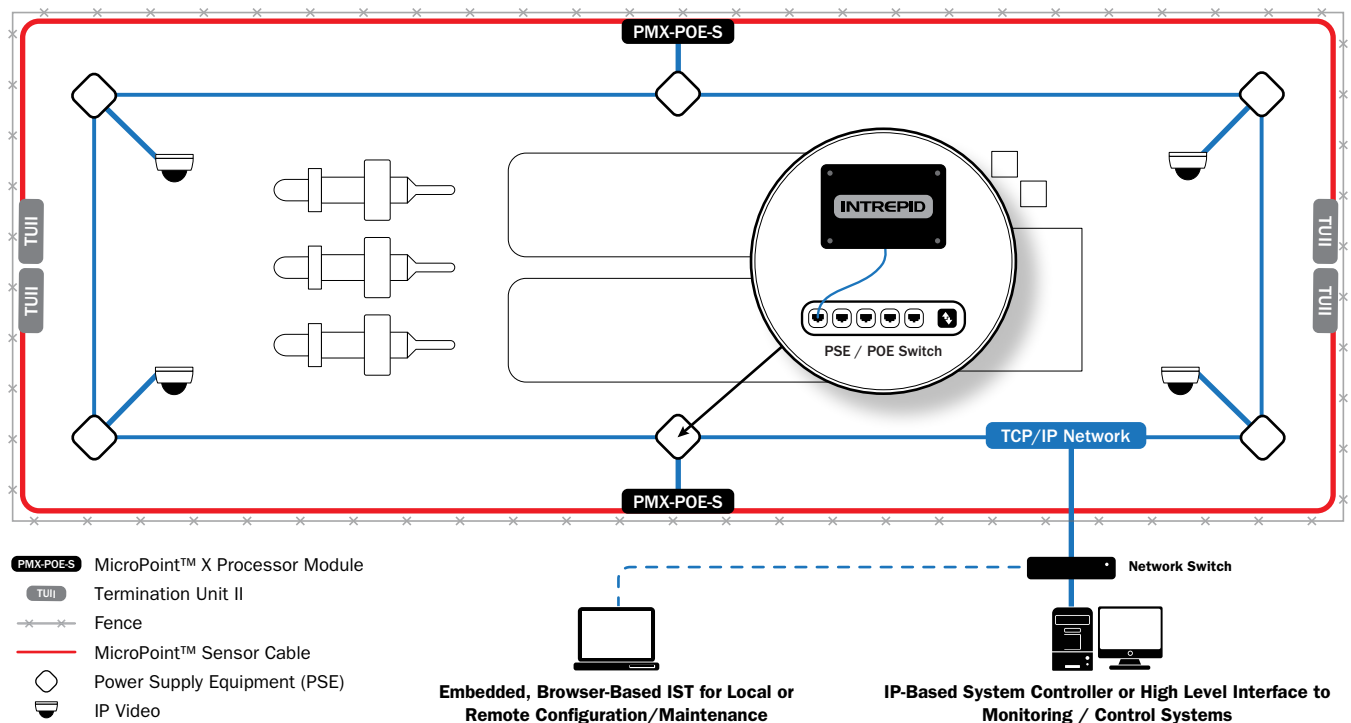 PMX-POE-S
TUII
TUII
INTREPID
TUII
TUII
PSE / POE Switch
TCP/IP Network
PMX-POE-S
PMX-POE-S MicroPoint™ X Processor Module
TUII Termination Unit II
Fence
MicroPoint™ Sensor Cable
Power Supply Equipment (PSE)
IP Video
Network Switch
Embedded, Browser-Based IST for Local or
Remote Configuration/Maintenance
IP-Based System Controller or High Level Interface to
Monitoring / Control Systems